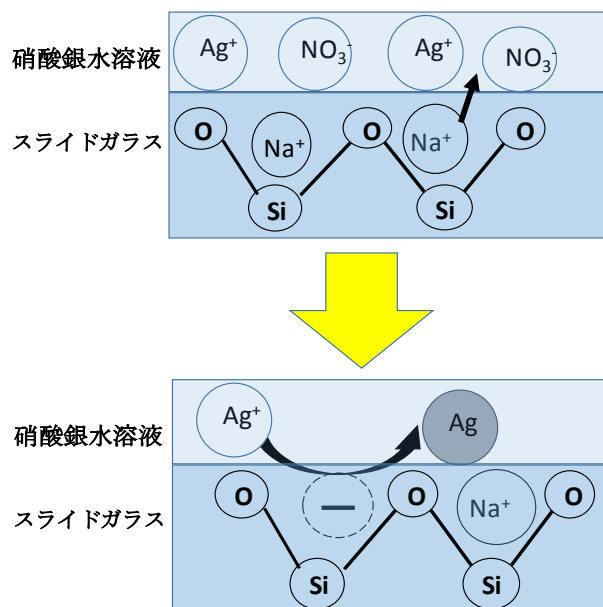 硝酸銀水溶液
Ag⁺ NO₃⁻ Ag⁺ NO₃⁻
スライドガラス
O Na⁺ O Na⁺ O
Si Si
硝酸銀水溶液
Ag⁺ Ag
スライドガラス
O ー O Na⁺ O
Si Si